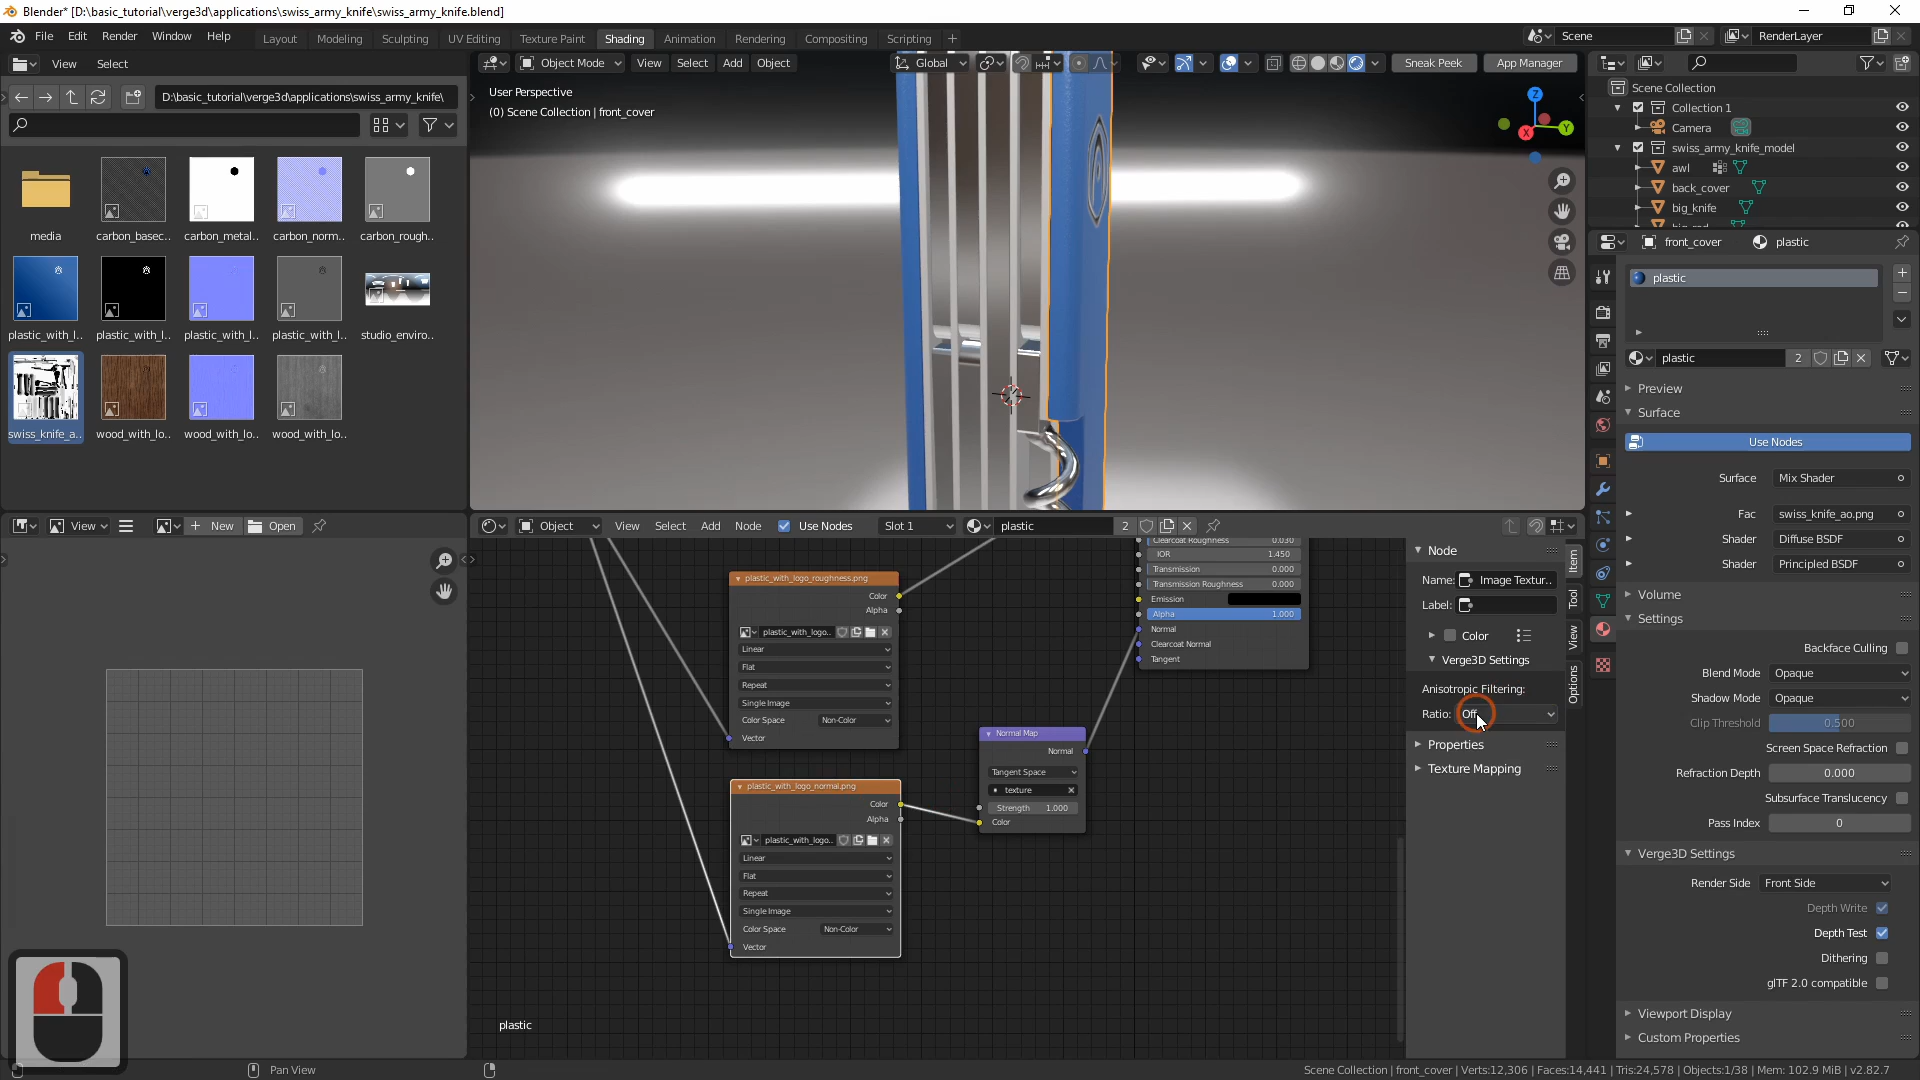 Blender* [D:\basic_tutorial\verge3d\applications\swiss_army_knife\swiss_army_knife.blend]
File Edit Render Window Help Layout Modeling Sculpting UV Editing Texture Paint Shading Animation Rendering Compositing Scripting + Scene RenderLayer
View Select Object Mode View Select Add Object Global Sneak Peek App Manager
D:\basic_tutorial\verge3d\applications\swiss_army_knife\
User Perspective
(0) Scene Collection | front_cover
Z
X Y
media carbon_basec.. carbon_metal.. carbon_norm.. carbon_rough..
plastic_with_l.. plastic_with_l.. plastic_with_l.. plastic_with_l.. studio_enviro..
swiss_knife_a.. wood_with_lo.. wood_with_lo.. wood_with_lo..
Scene Collection
Collection 1
Camera
swiss_army_knife_model
awl
back_cover
big_knife
front_cover plastic
plastic
plastic 2
Preview
Surface
Use Nodes
Surface Mix Shader
Fac swiss_knife_ao.png
Shader Diffuse BSDF
Shader Principled BSDF
Volume
Settings
Backface Culling
Blend Mode Opaque
Shadow Mode Opaque
Clip Threshold 0.500
Screen Space Refraction
Refraction Depth 0.000
Subsurface Translucency
Pass Index 0
Verge3D Settings
Render Side Front Side
Depth Write
Depth Test
Dithering
glTF 2.0 compatible
Viewport Display
Custom Properties
View New Open
Object View Select Add Node Use Nodes Slot 1 plastic 2
plastic_with_logo_roughness.png
Color
Alpha
plastic_with_logo..
Linear
Flat
Repeat
Single Image
Color Space Non-Color
Vector
plastic_with_logo_normal.png
Color
Alpha
plastic_with_logo..
Linear
Flat
Repeat
Single Image
Color Space Non-Color
Vector
Normal Map
Normal
Tangent Space
texture
Strength 1.000
Color
Clearcoat Roughness 0.030
IOR 1.450
Transmission 0.000
Transmission Roughness 0.000
Emission
Alpha 1.000
Normal
Clearcoat Normal
Tangent
Node
Name: Image Textur..
Label:
Color
Verge3D Settings
Anisotropic Filtering:
Ratio: Off
Properties
Texture Mapping
Item
Tool
View
Options
plastic
Pan View
Scene Collection | front_cover | Verts:12,306 | Faces:14,441 | Tris:24,578 | Objects:1/38 | Mem: 102.9 MiB | v2.82.7